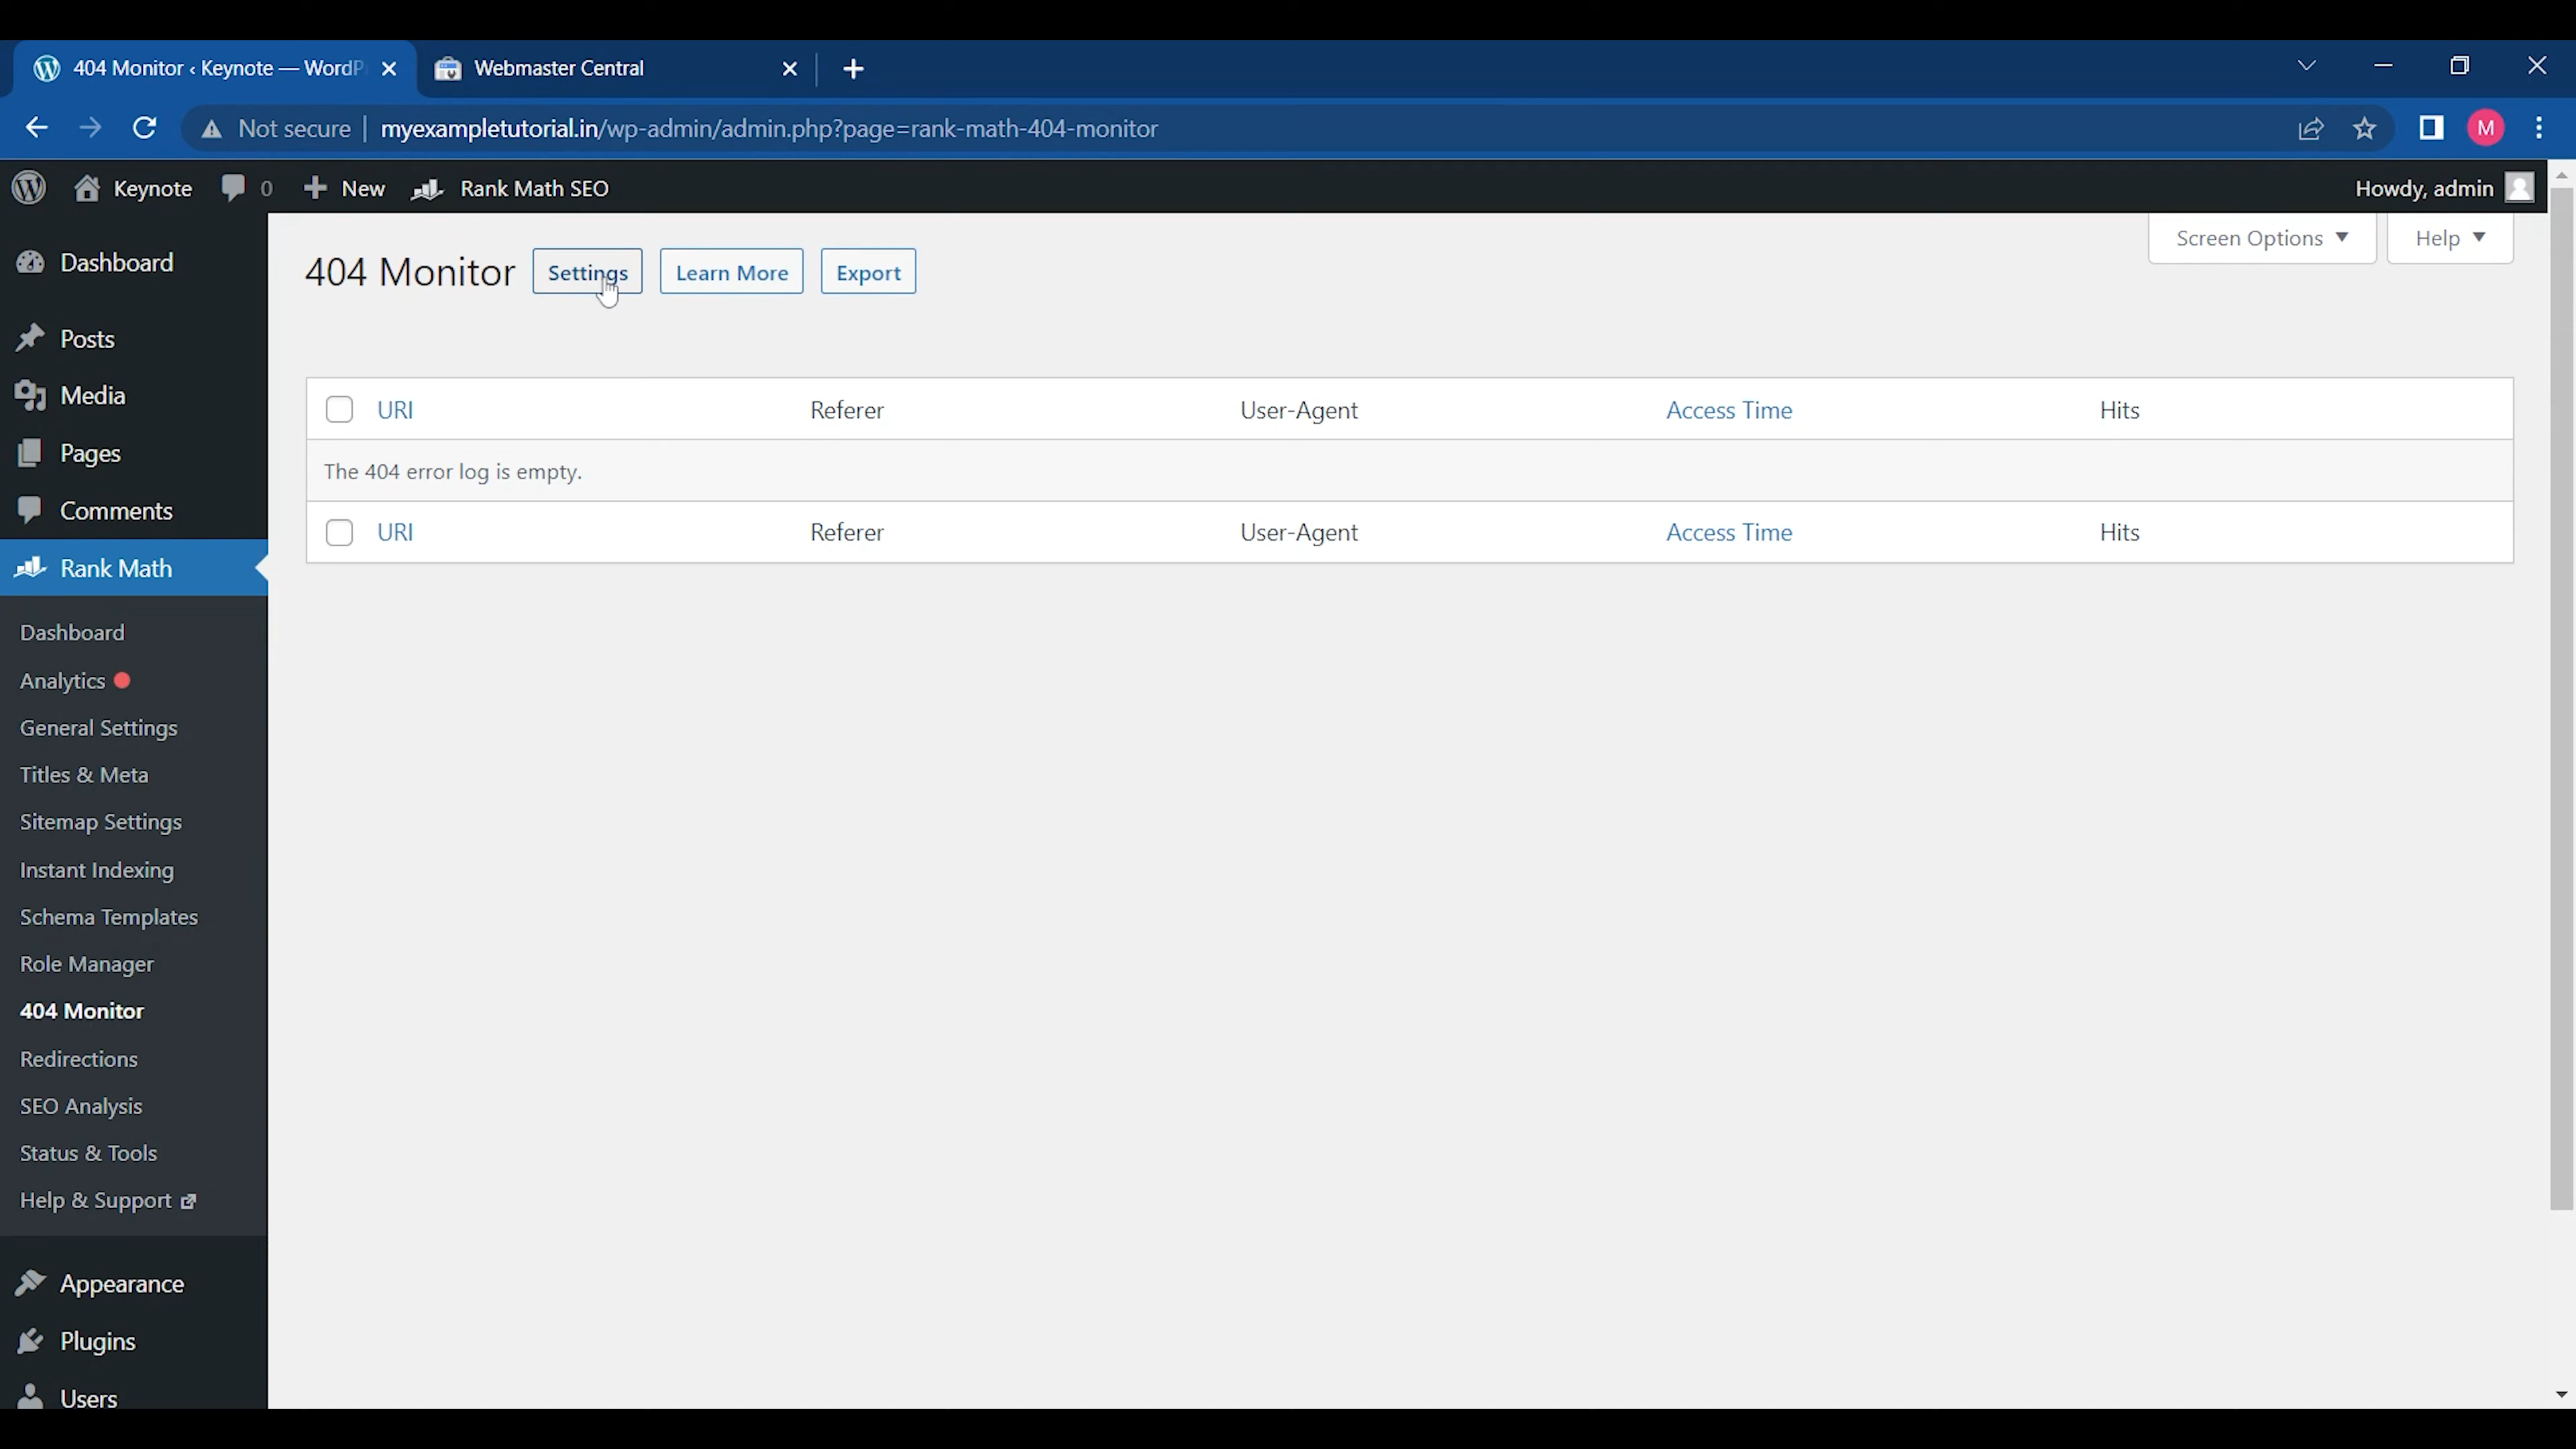 404 Monitor ‹ Keynote — WordP
Webmaster Central
Not secure
myexampletutorial.in/wp-admin/admin.php?page=rank-math-404-monitor
M
Keynote
0
New
Rank Math SEO
Howdy, admin
Dashboard
Posts
Media
Pages
Comments
Rank Math
Dashboard
Analytics
General Settings
Titles & Meta
Sitemap Settings
Instant Indexing
Schema Templates
Role Manager
404 Monitor
Redirections
SEO Analysis
Status & Tools
Help & Support
Appearance
Plugins
Users
404 Monitor
Settings
Learn More
Export
Screen Options
Help
URI Referer User-Agent Access Time Hits
The 404 error log is empty.
URI Referer User-Agent Access Time Hits